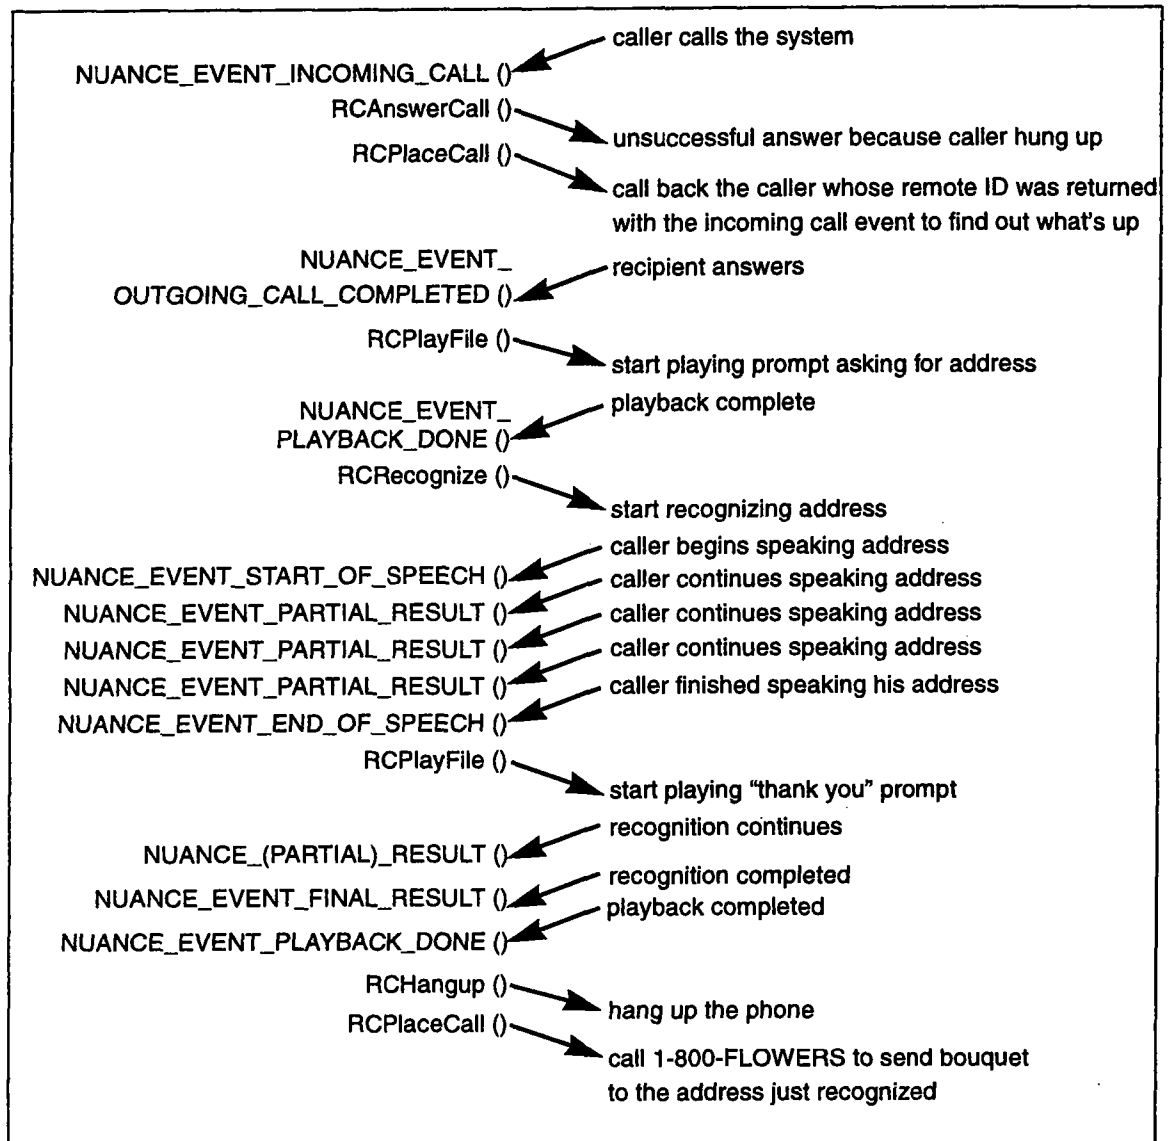 caller calls the system
NUANCE_EVENT_INCOMING_CALL ()
RCAnswerCall ()
unsuccessful answer because caller hung up
RCPlaceCall ()
call back the caller whose remote ID was returned
with the incoming call event to find out what's up
NUANCE_EVENT_
recipient answers
OUTGOING_CALL_COMPLETED ()
RCPlayFile ()
start playing prompt asking for address
playback complete
NUANCE_EVENT_
PLAYBACK_DONE ()
RCRecognize ()
start recognizing address
caller begins speaking address
NUANCE_EVENT_START_OF_SPEECH ()
caller continues speaking address
NUANCE_EVENT_PARTIAL_RESULT ()
caller continues speaking address
NUANCE_EVENT_PARTIAL_RESULT ()
caller continues speaking address
NUANCE_EVENT_PARTIAL_RESULT ()
caller finished speaking his address
NUANCE_EVENT_END_OF_SPEECH ()
RCPlayFile ()
start playing "thank you" prompt
recognition continues
NUANCE_(PARTIAL)_RESULT ()
recognition completed
NUANCE_EVENT_FINAL_RESULT ()
playback completed
NUANCE_EVENT_PLAYBACK_DONE ()
RCHangup ()
hang up the phone
RCPlaceCall ()
call 1-800-FLOWERS to send bouquet
to the address just recognized